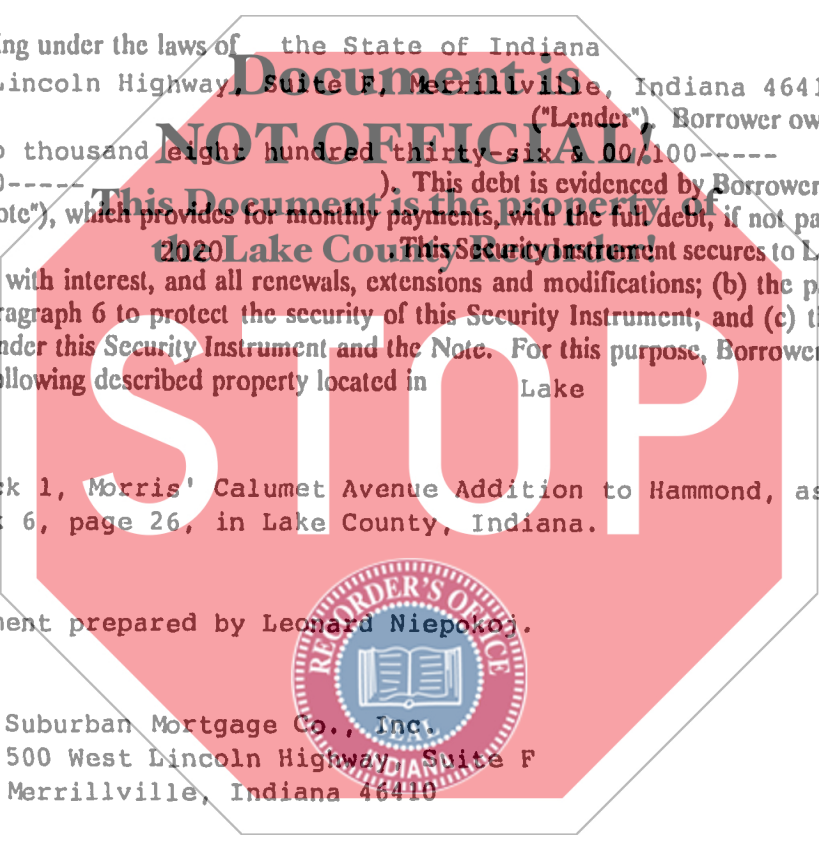 ing under the laws of the State of Indiana
Lincoln Highway, Suite F, Merrillville, Indiana 4641
Document is
("Lender"). Borrower ow
NOT OFFICIAL!
thousand eight hundred thirty-six & 00/100-----
0----- ). This debt is evidenced by Borrower
This Document is the property of
ote"), which provides for monthly payments, with the full debt, if not pa
the Lake County Recorder!
2020 . This Security Instrument secures to L
with interest, and all renewals, extensions and modifications; (b) the p
ragraph 6 to protect the security of this Security Instrument; and (c) t
nder this Security Instrument and the Note. For this purpose, Borrower
ollowing described property located in Lake
STOP
ck 1, Morris' Calumet Avenue Addition to Hammond, as
6, page 26, in Lake County, Indiana.
RECORDER'S OFFICE
ment prepared by Leonard Niepokoj.
SEAL
INDIANA
Suburban Mortgage Co., Inc.
500 West Lincoln Highway, Suite F
Merrillville, Indiana 46410